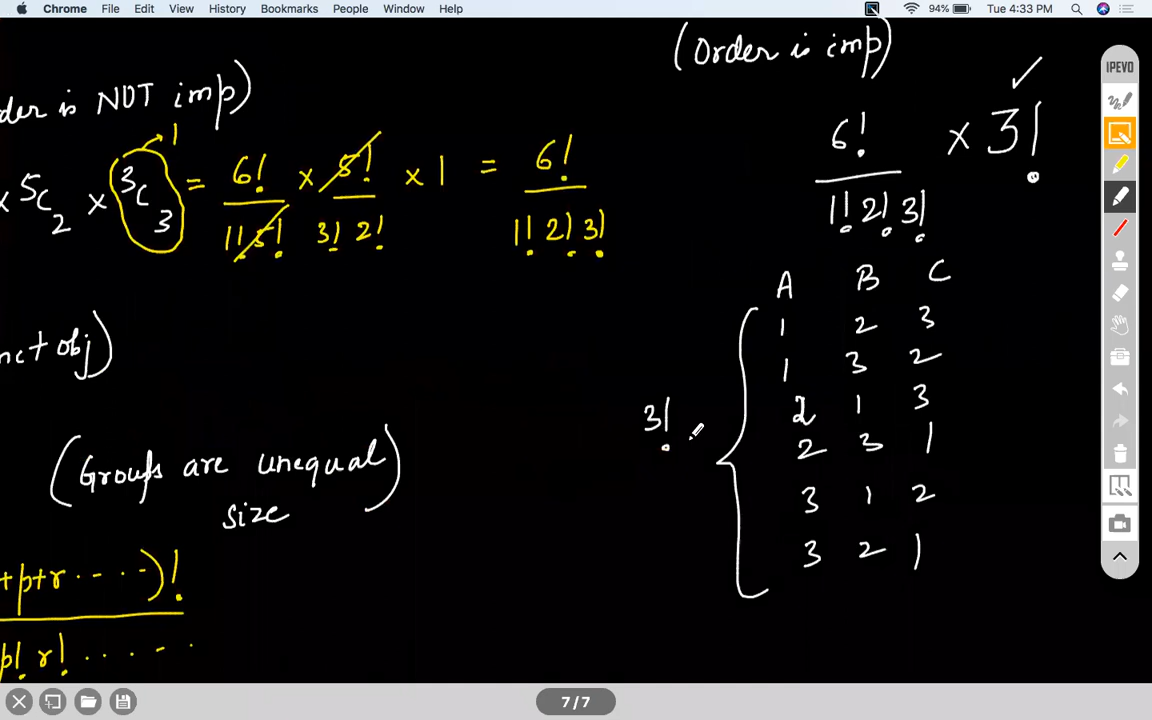 Chrome File Edit View History Bookmarks People Window Help 94% Tue 4:33 PM
(Order is imp)
der is NOT imp)
x 5C2 x 3C3 = 6!/1!5! x 5!/3!2! x 1 = 6!/1!2!3!
→1
6!/1!2!3! x 3!
A B C
1 2 3
1 3 2
2 1 3
2 3 1
3 1 2
3 2 1
3!
nct obj)
(Groups are unequal
size)
+p+r....)!
p! r! .....
IPEVO
7/7